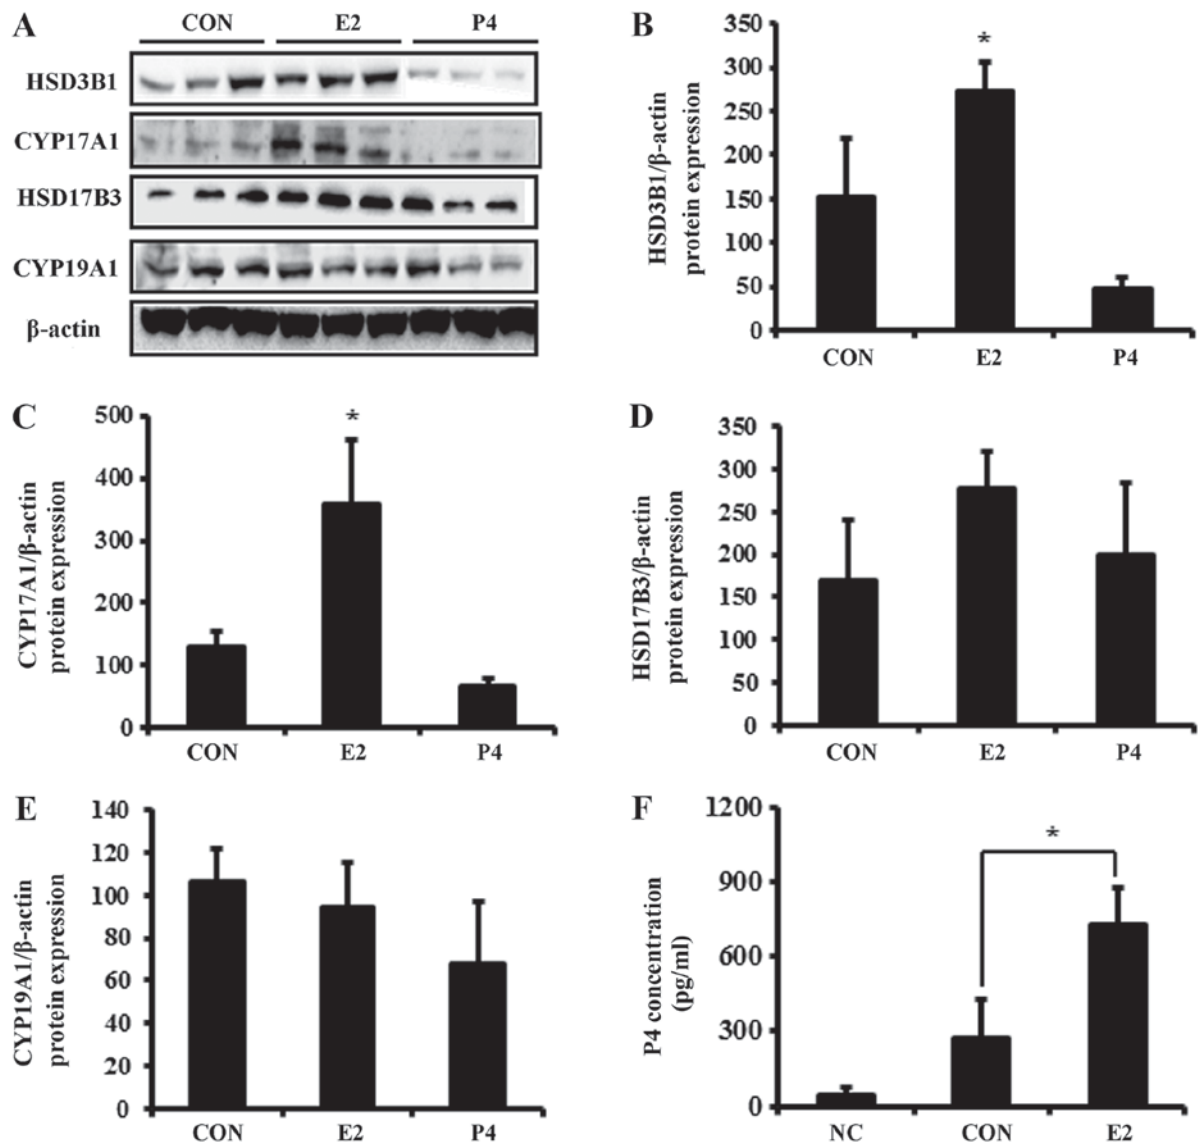 A
CON E2 P4
HSD3B1
CYP17A1
HSD17B3
CYP19A1
β-actin
B
HSD3B1/β-actin
protein expression
350
300
250
200
150
100
50
0
*
CON E2 P4
C
CYP17A1/β-actin
protein expression
500
400
300
200
100
0
*
CON E2 P4
D
HSD17B3/β-actin
protein expression
350
300
250
200
150
100
50
0
CON E2 P4
E
CYP19A1/β-actin
protein expression
140
120
100
80
60
40
20
0
CON E2 P4
F
P4 concentration
(pg/ml)
1200
900
600
300
0
*
NC CON E2